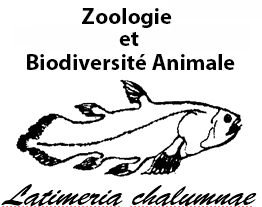 Zoologie
et
Biodiversité Animale
Latimeria chalumnae